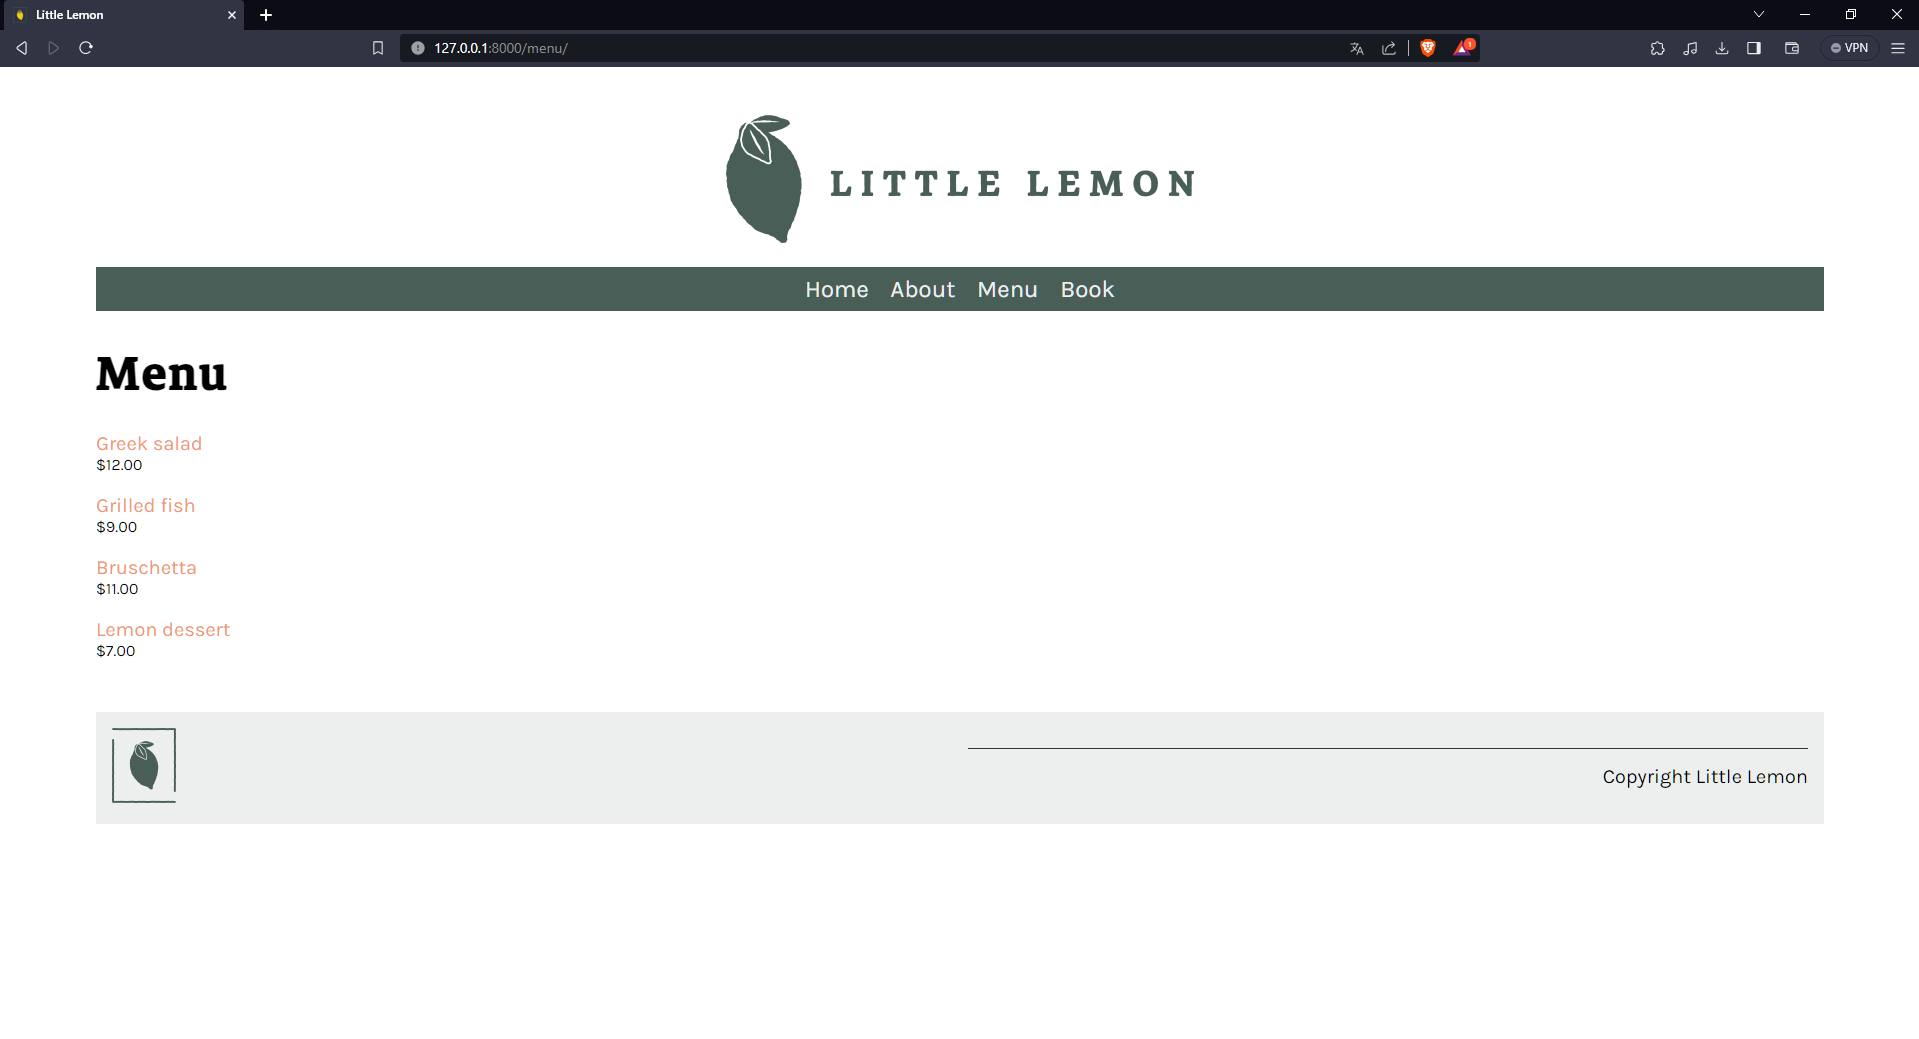 Little Lemon
127.0.0.1:8000/menu/
1
VPN
LITTLE LEMON
Home About Menu Book
Menu
Greek salad
$12.00
Grilled fish
$9.00
Bruschetta
$11.00
Lemon dessert
$7.00
Copyright Little Lemon